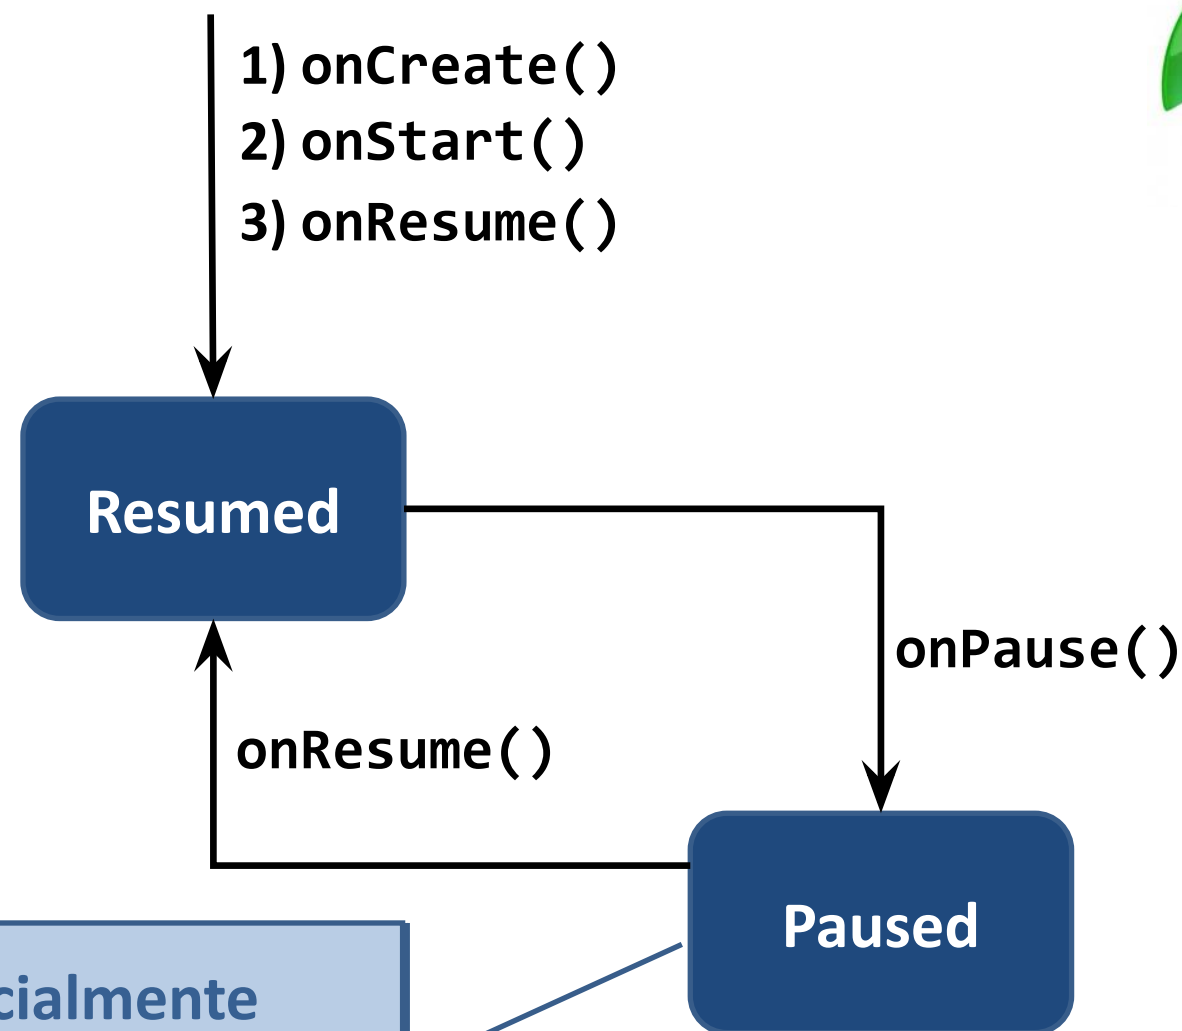 1) onCreate()
2) onStart()
3) onResume()
Resumed
onPause()
onResume()
Paused
cialmente